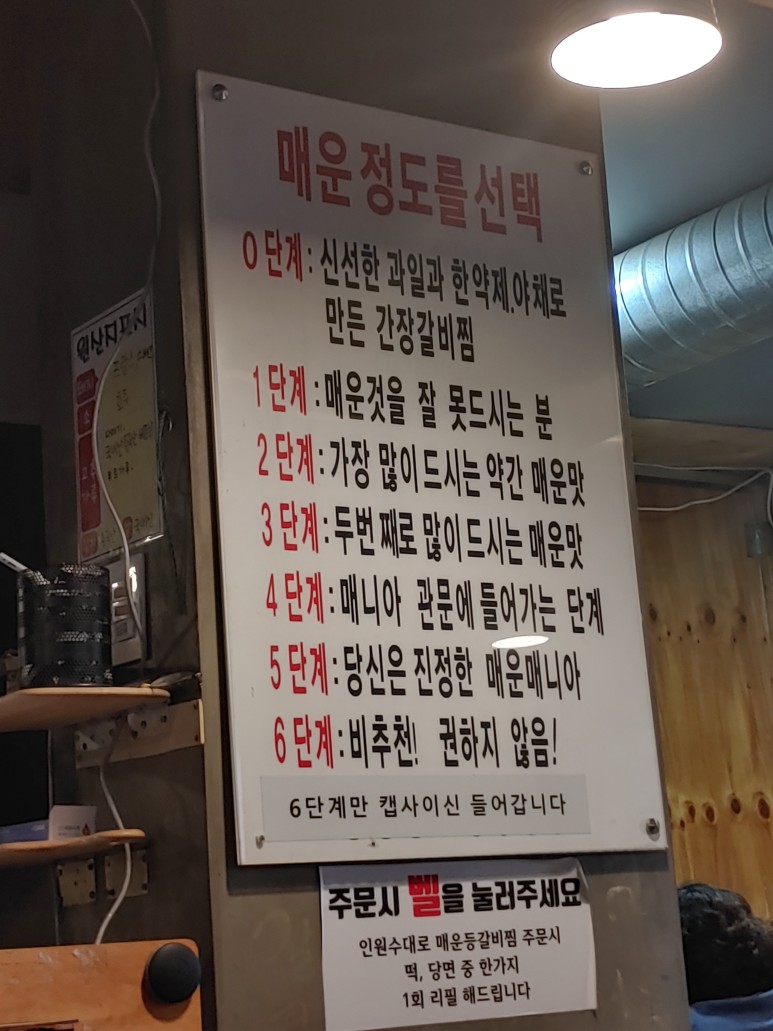 매운 정도를 선택
0단계: 신선한 과일과 한약제.야채로
만든 간장갈비찜
1단계: 매운것을 잘 못드시는 분
2단계: 가장 많이드시는 약간 매운맛
3단계: 두번 째로 많이드시는 매운맛
4단계: 매니아 관문에 들어가는 단계
5단계: 당신은 진정한 매운매니아
6단계: 비추천! 권하지 않음!
6단계만 캡사이신 들어갑니다
주문시 벨을 눌러주세요
인원수대로 매운등갈비찜 주문시
떡, 당면 중 한가지
1회 리필 해드립니다
원산지표시